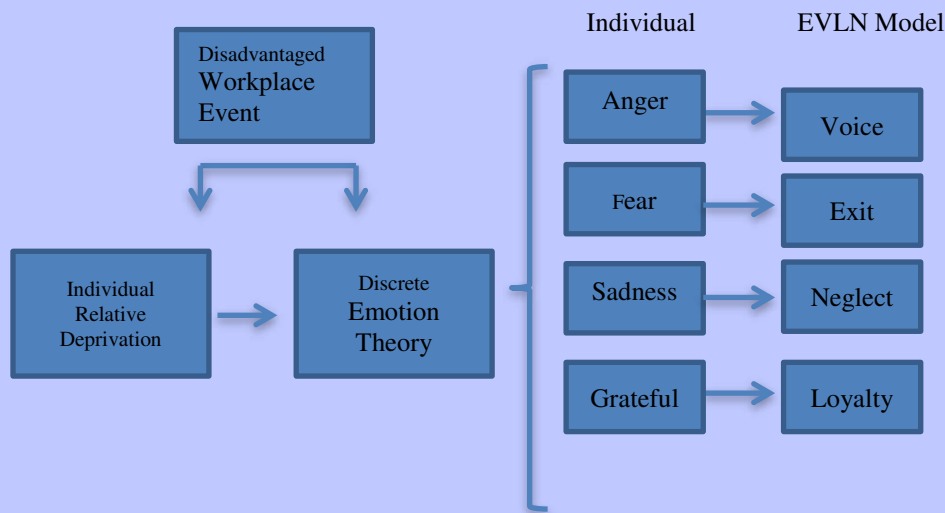 Individual
EVLN Model
Disadvantaged
Workplace
Event
Anger
Voice
Fear
Exit
Individual
Relative
Deprivation
Discrete
Emotion
Theory
Sadness
Neglect
Grateful
Loyalty